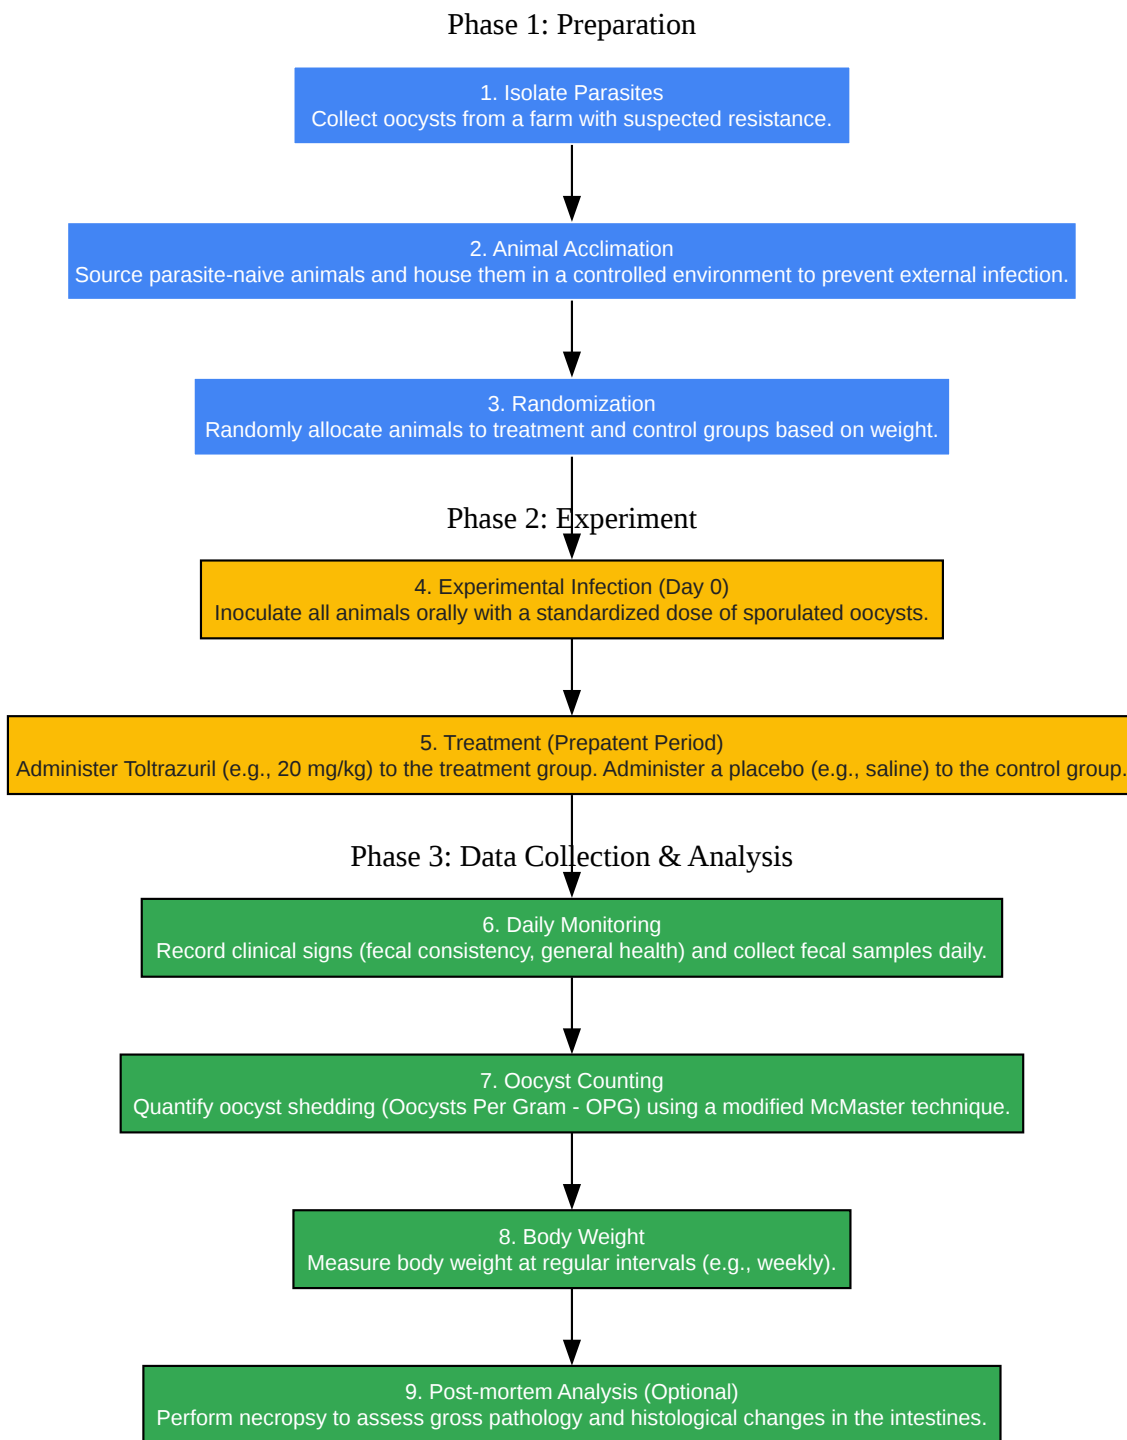 Phase 1: Preparation
1. Isolate Parasites
Collect oocysts from a farm with suspected resistance.
2. Animal Acclimation
Source parasite-naive animals and house them in a controlled environment to prevent external infection.
3. Randomization
Randomly allocate animals to treatment and control groups based on weight.
Phase 2: Experiment
4. Experimental Infection (Day 0)
Inoculate all animals orally with a standardized dose of sporulated oocysts.
5. Treatment (Prepatent Period)
Administer Toltrazuril (e.g., 20 mg/kg) to the treatment group. Administer a placebo (e.g., saline) to the control group.
Phase 3: Data Collection & Analysis
6. Daily Monitoring
Record clinical signs (fecal consistency, general health) and collect fecal samples daily.
7. Oocyst Counting
Quantify oocyst shedding (Oocysts Per Gram - OPG) using a modified McMaster technique.
8. Body Weight
Measure body weight at regular intervals (e.g., weekly).
9. Post-mortem Analysis (Optional)
Perform necropsy to assess gross pathology and histological changes in the intestines.